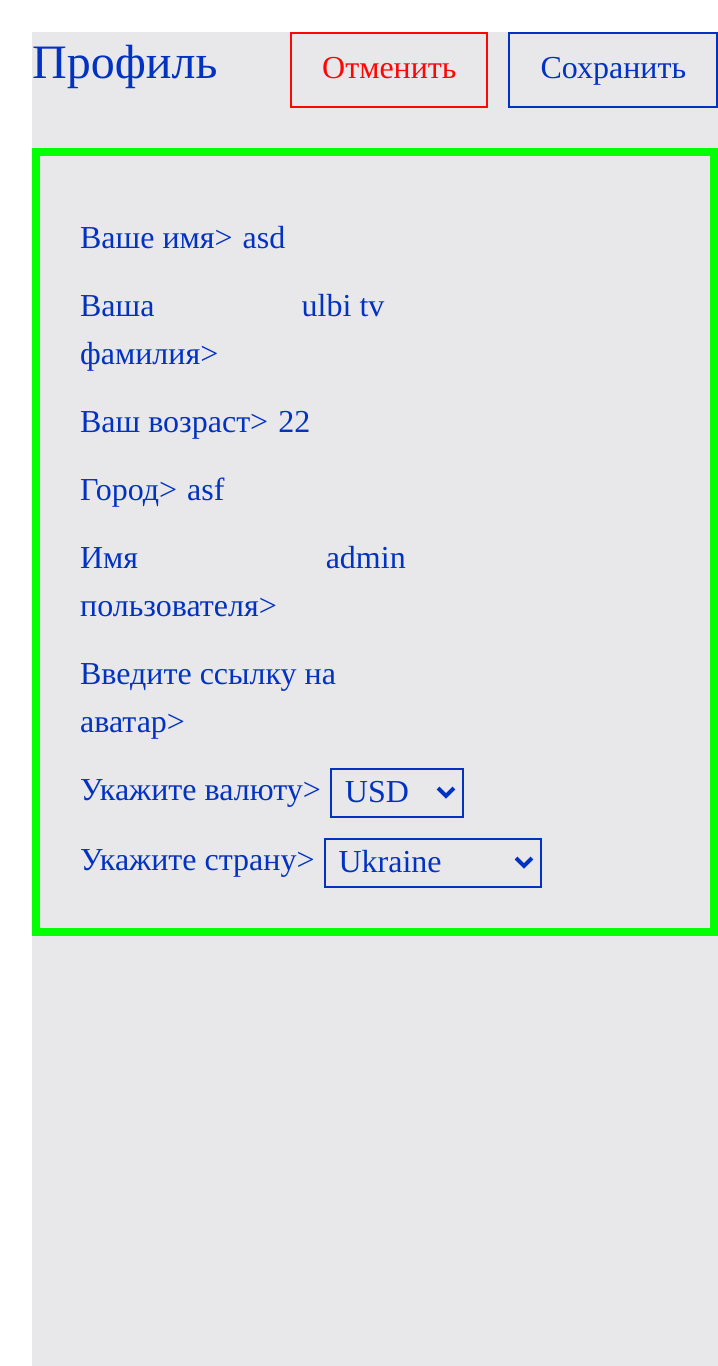 Профиль Отменить Сохранить
Ваше имя> asd
Ваша ulbi tv
фамилия>
Ваш возраст> 22
Город> asf
Имя admin
пользователя>
Введите ссылку на
аватар>
Укажите валюту> USD
Укажите страну> Ukraine